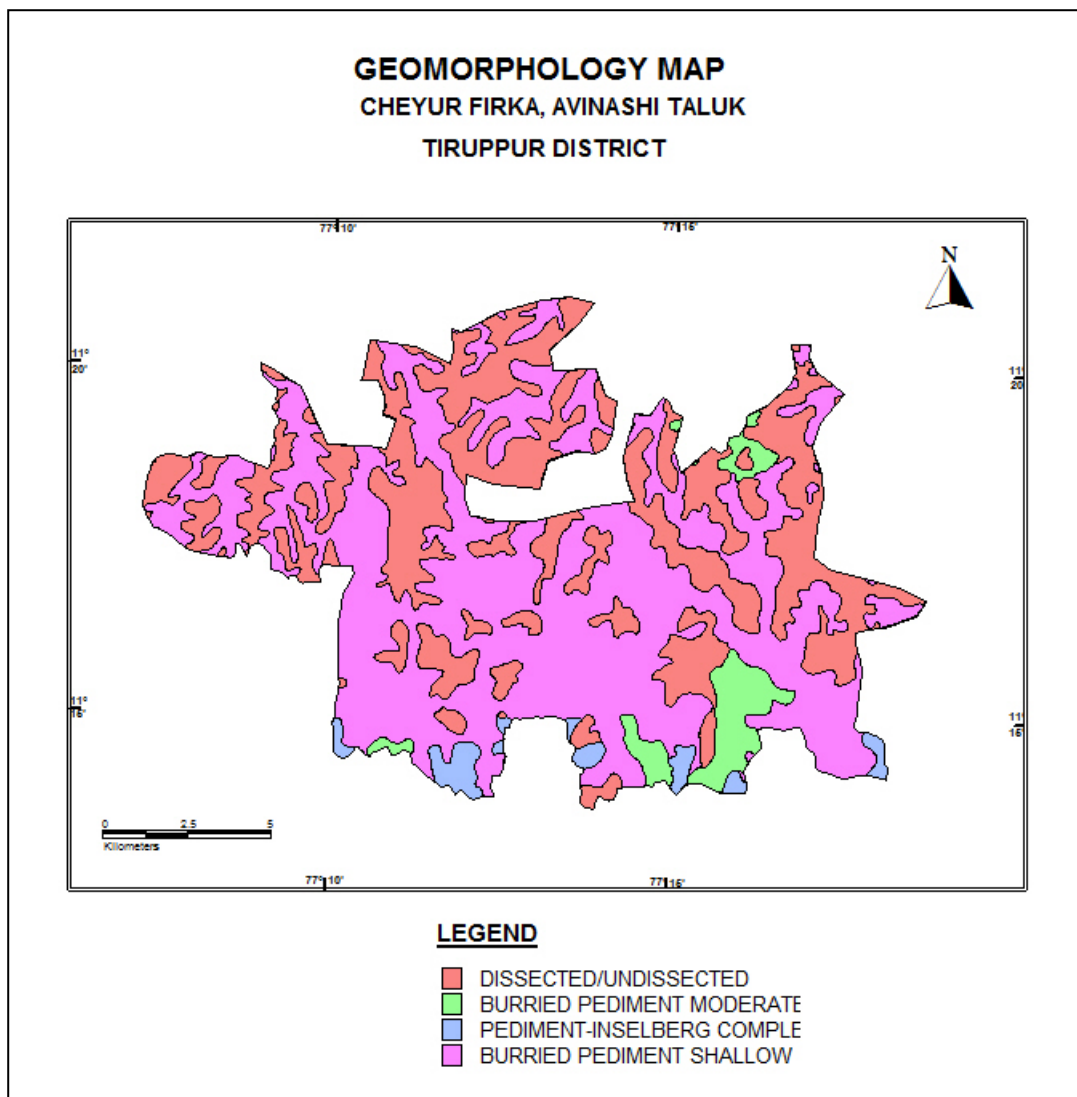 GEOMORPHOLOGY MAP
CHEYUR FIRKA, AVINASHI TALUK
TIRUPPUR DISTRICT
77° 10' 77° 15'
N
11°
20'
11°
20'
11°
15'
11°
15'
0 2.5 5
Kilometers
77° 10' 77° 15'
LEGEND
DISSECTED/UNDISSECTED
BURRIED PEDIMENT MODERATE
PEDIMENT-INSELBERG COMPLE
BURRIED PEDIMENT SHALLOW